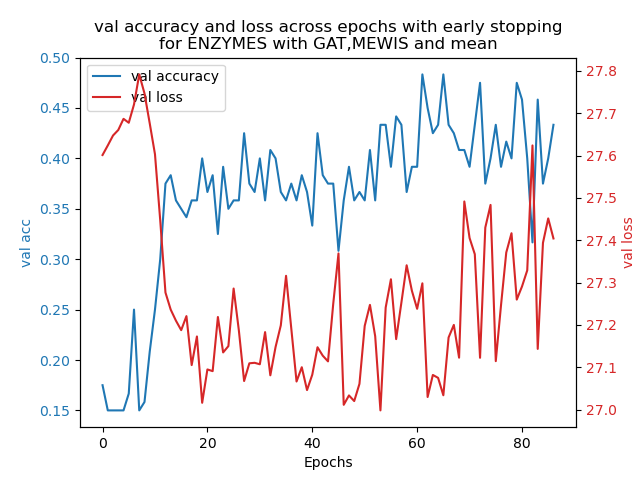 val accuracy and loss across epochs with early stopping
for ENZYMES with GAT,MEWIS and mean
val accuracy
val loss
0.50
0.45
0.40
0.35
0.30
0.25
0.20
0.15
val acc
27.8
27.7
27.6
27.5
27.4
27.3
27.2
27.1
27.0
val loss
0 20 40 60 80
Epochs